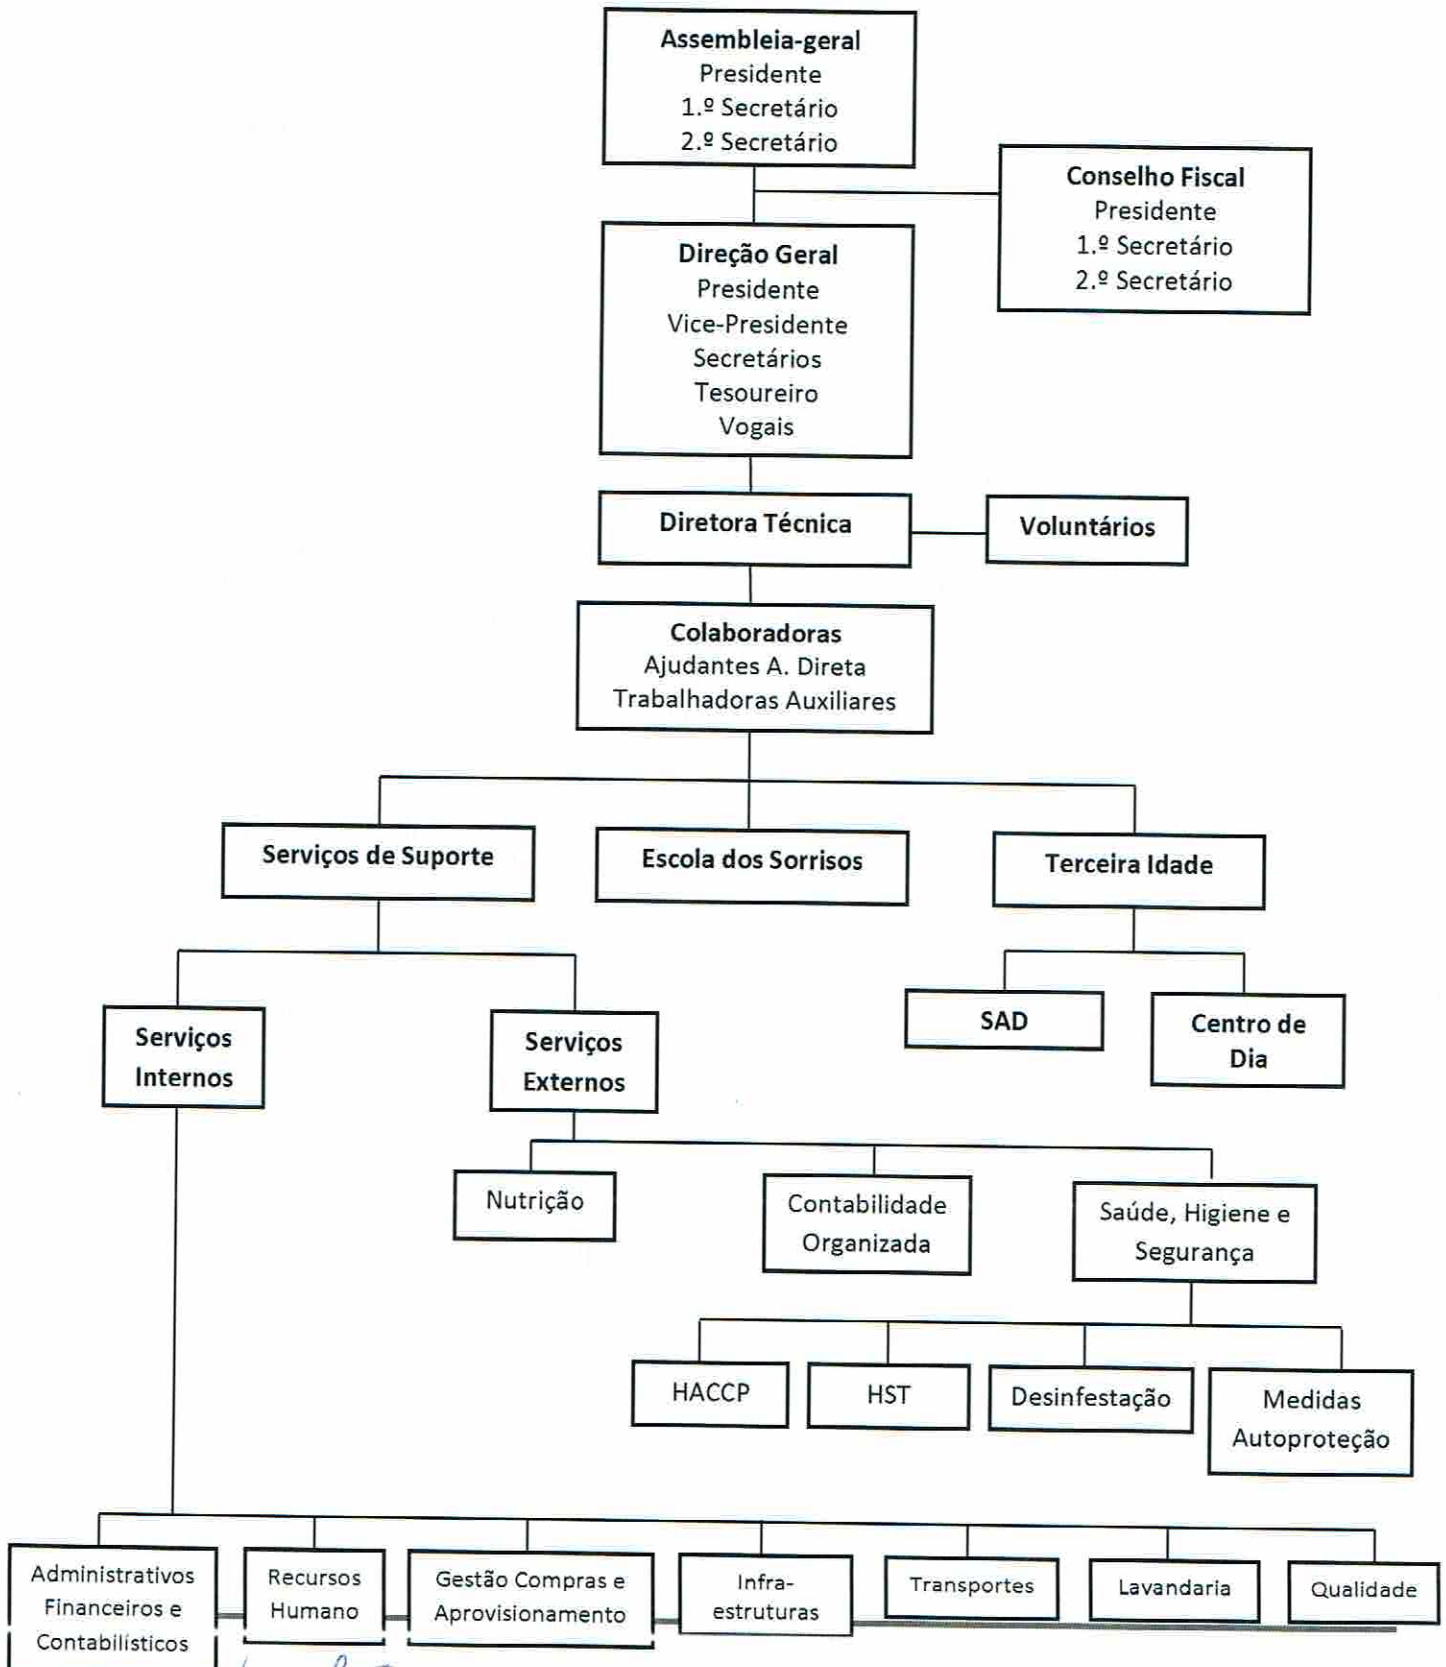 Assembleia-geral
Presidente
1.º Secretário
2.º Secretário
Conselho Fiscal
Presidente
1.º Secretário
2.º Secretário
Direção Geral
Presidente
Vice-Presidente
Secretários
Tesoureiro
Vogais
Diretora Técnica
Voluntários
Colaboradoras
Ajudantes A. Direta
Trabalhadoras Auxiliares
Serviços de Suporte
Escola dos Sorrisos
Terceira Idade
Serviços
Internos
Serviços
Externos
SAD
Centro de
Dia
Nutrição
Contabilidade
Organizada
Saúde, Higiene e
Segurança
HACCP
HST
Desinfestação
Medidas
Autoproteção
Administrativos
Financeiros e
Contabilísticos
Recursos
Humano
Gestão Compras e
Aprovisionamento
Infra-
estruturas
Transportes
Lavandaria
Qualidade